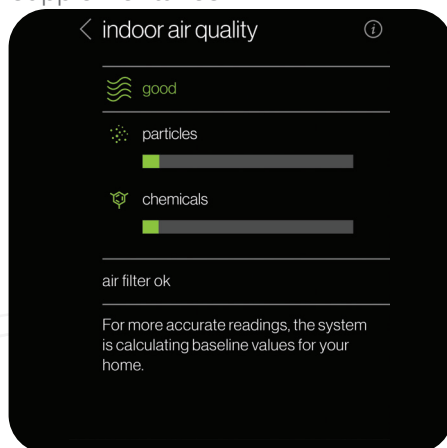 indoor air quality
good
particles
chemicals
air filter ok
For more accurate readings, the system
is calculating baseline values for your
home.